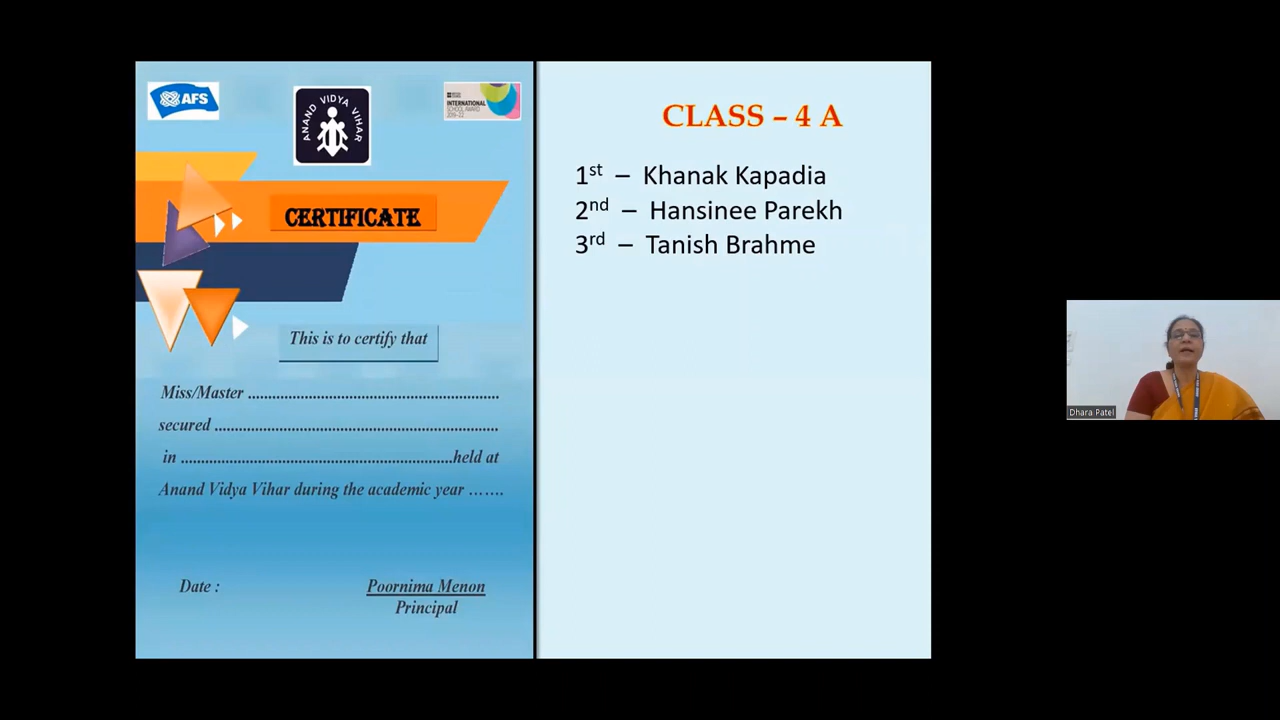 AFS
ANAND VIDYA VIHAR
INTERNATIONAL
SCHOOL AWARD
2019-22
CERTIFICATE
This is to certify that
Miss/Master ..............................................................
secured ......................................................................
in ...................................................................held at
Anand Vidya Vihar during the academic year …….
Date :
Poornima Menon
Principal
CLASS – 4 A
1st – Khanak Kapadia
2nd – Hansinee Parekh
3rd – Tanish Brahme
Dhara Patel